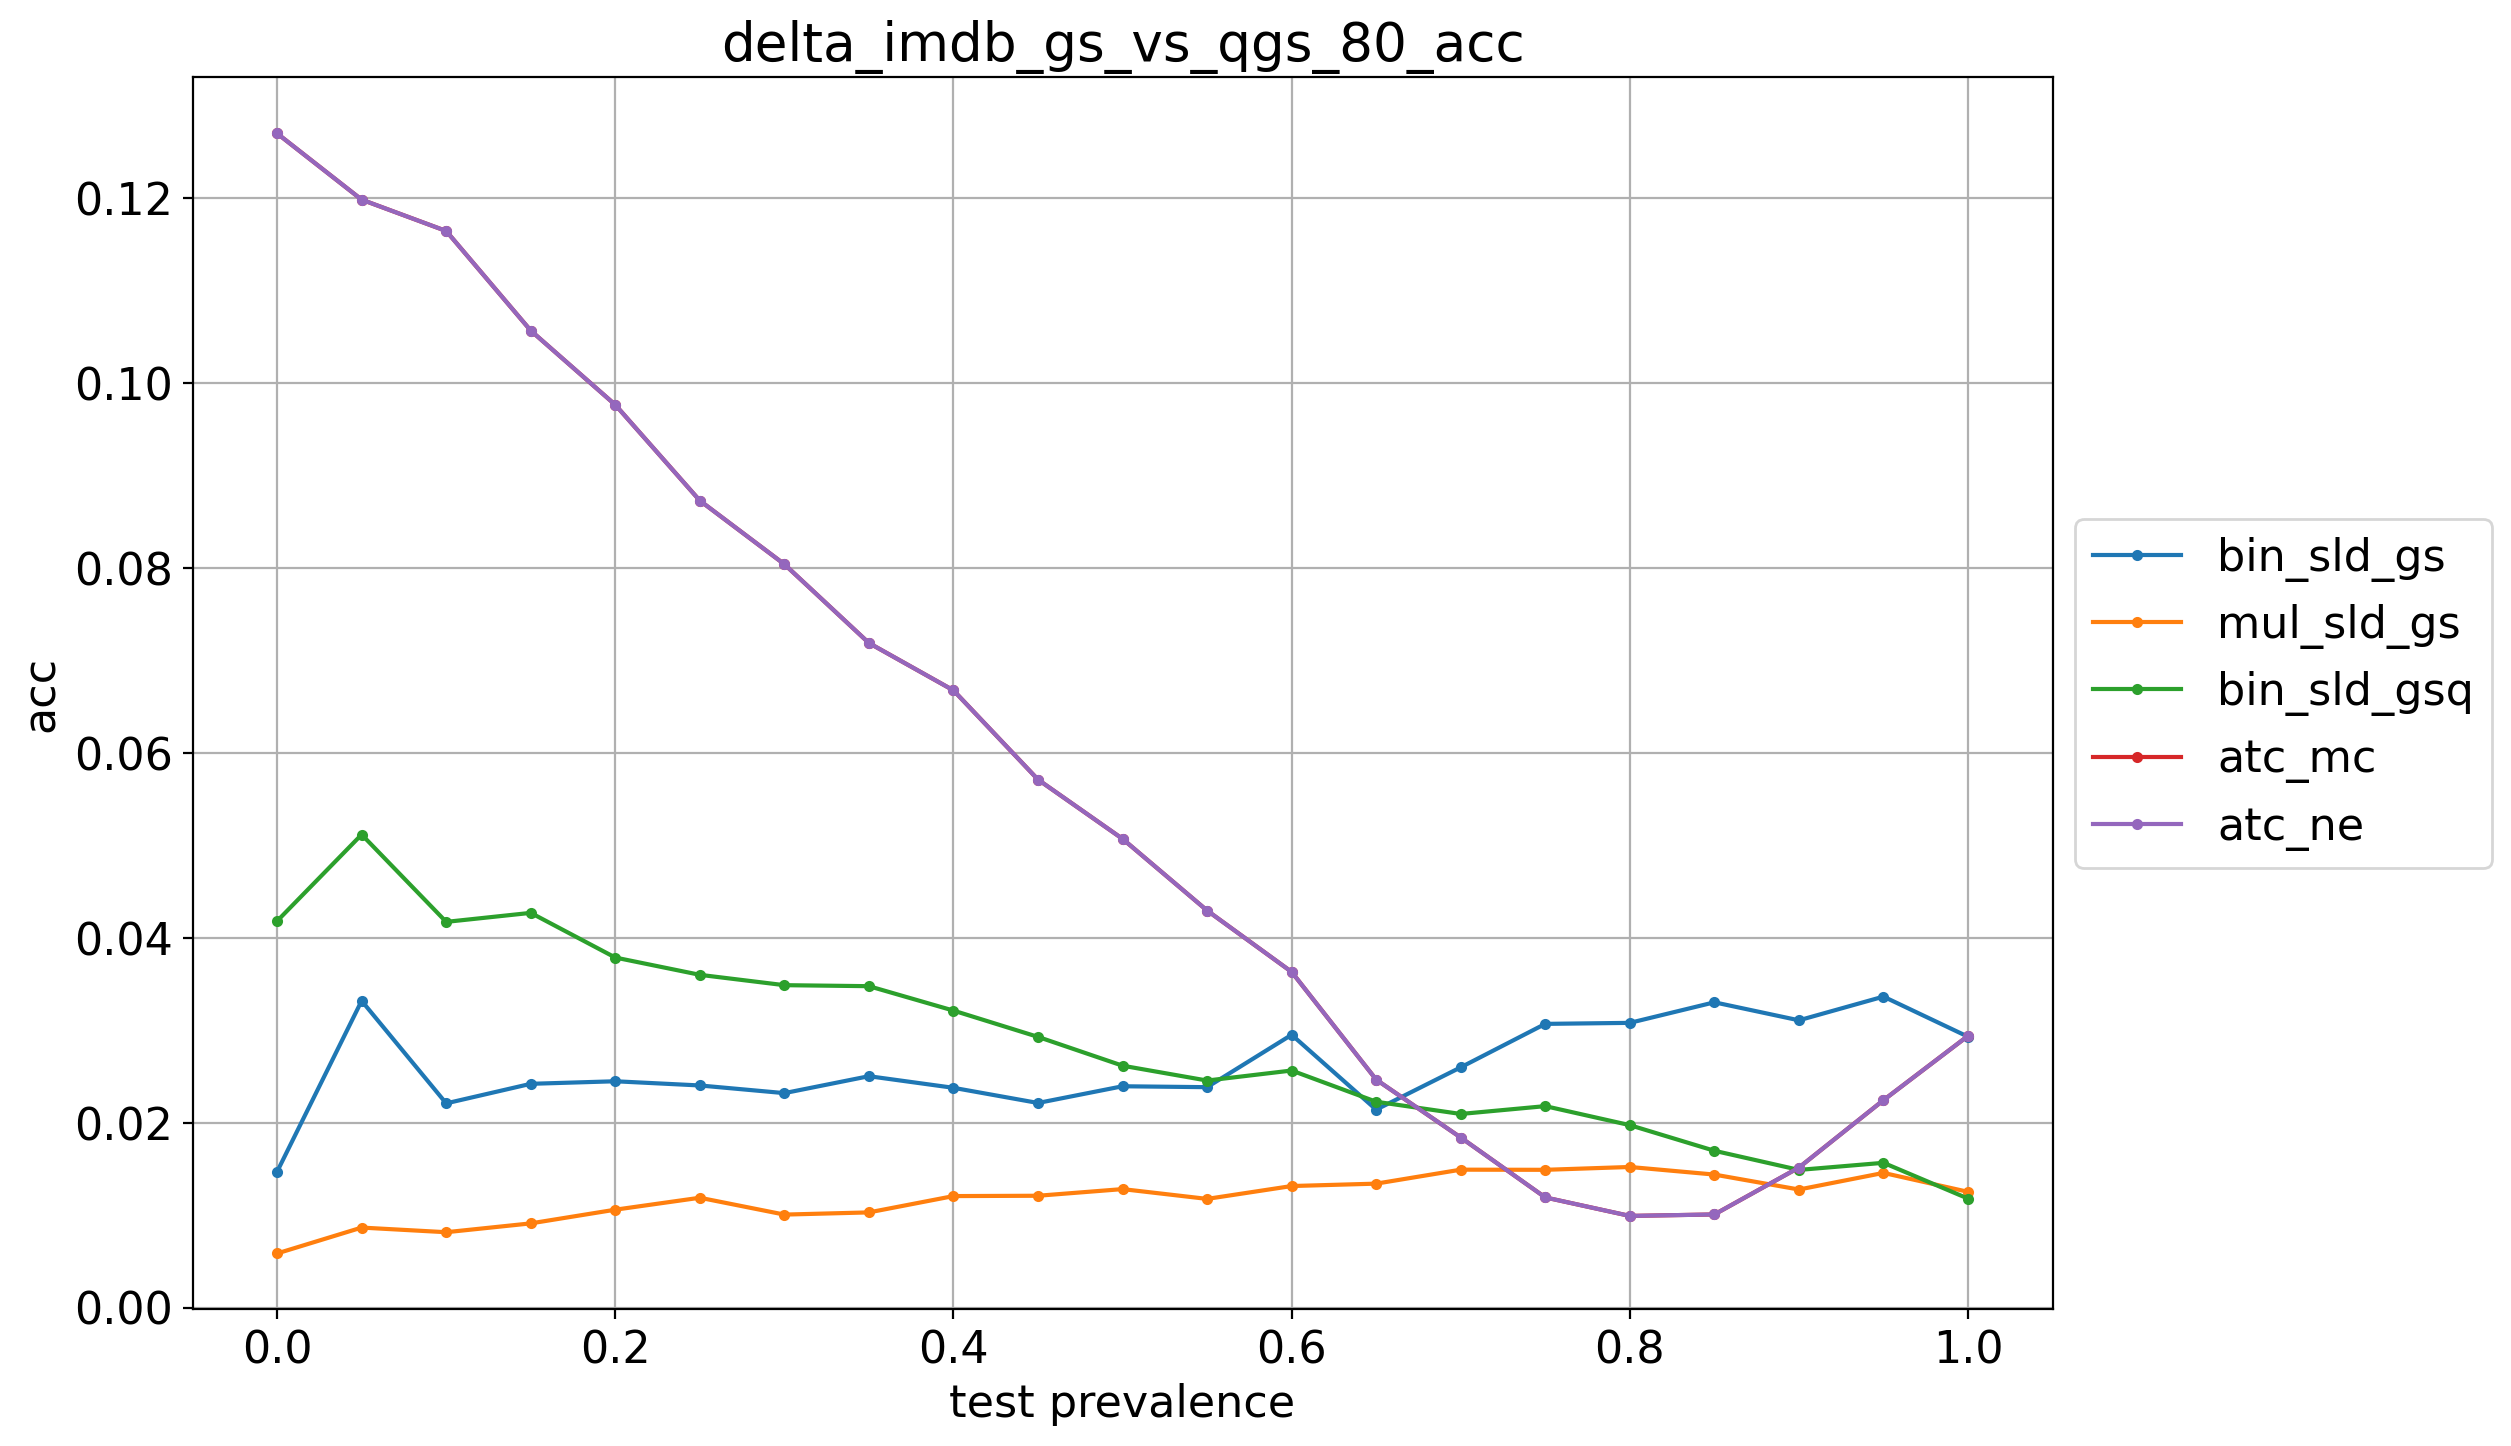 delta_imdb_gs_vs_qgs_80_acc
0.12
0.10
0.08
0.06
0.04
0.02
0.00
acc
0.0 0.2 0.4 0.6 0.8 1.0
test prevalence
bin_sld_gs
mul_sld_gs
bin_sld_gsq
atc_mc
atc_ne